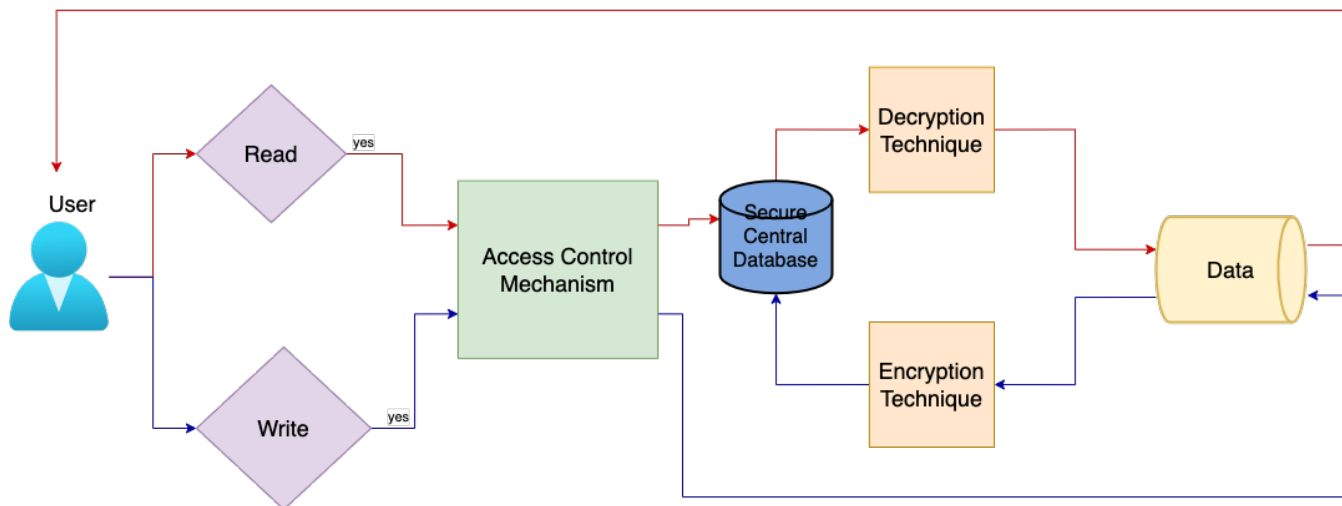 User
Read
yes
Write
yes
Access Control
Mechanism
Secure
Central
Database
Decryption
Technique
Encryption
Technique
Data